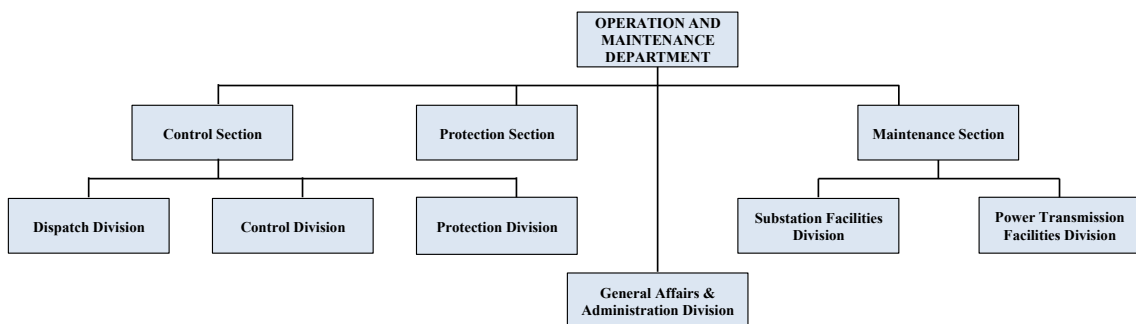 OPERATION AND
MAINTENANCE
DEPARTMENT
Control Section
Protection Section
Maintenance Section
Dispatch Division
Control Division
Protection Division
Substation Facilities
Division
Power Transmission
Facilities Division
General Affairs &
Administration Division